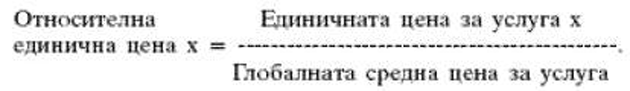 Относителна Единичната цена за услуга x
единична цена x = ----------------------------------------------.
Глобалната средна цена за услуга